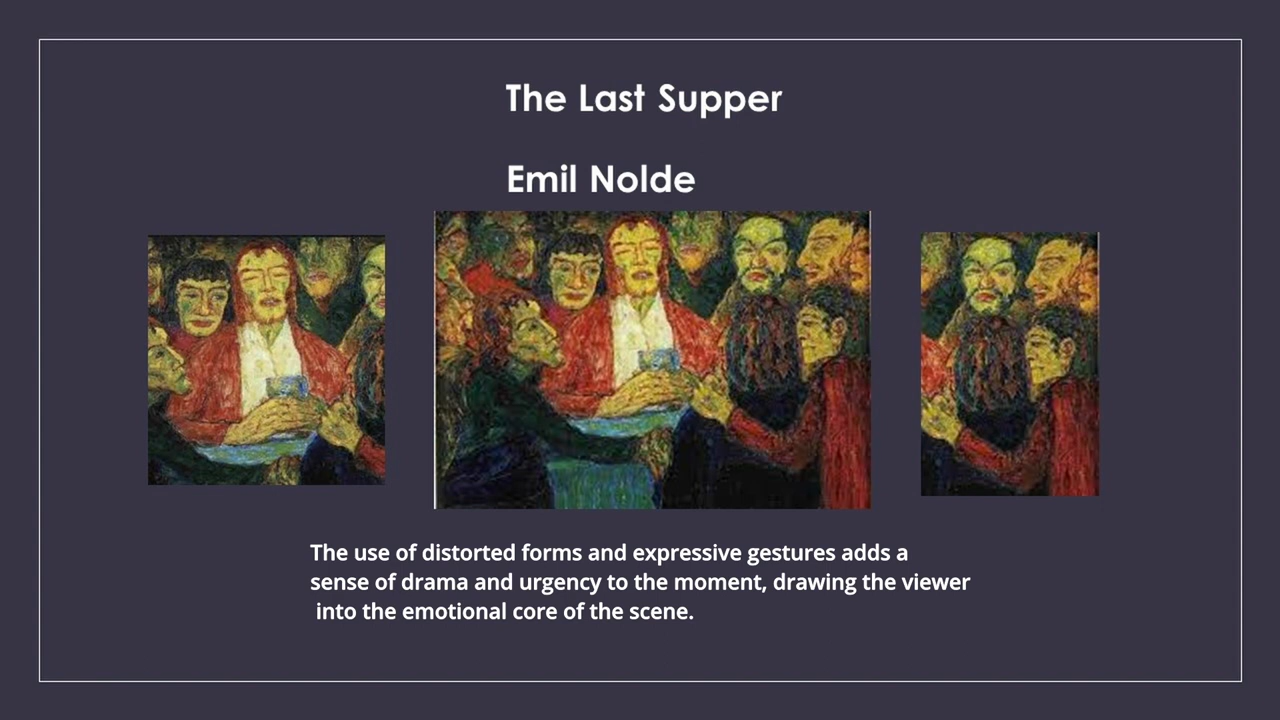 The Last Supper
Emil Nolde
The use of distorted forms and expressive gestures adds a
sense of drama and urgency to the moment, drawing the viewer
into the emotional core of the scene.